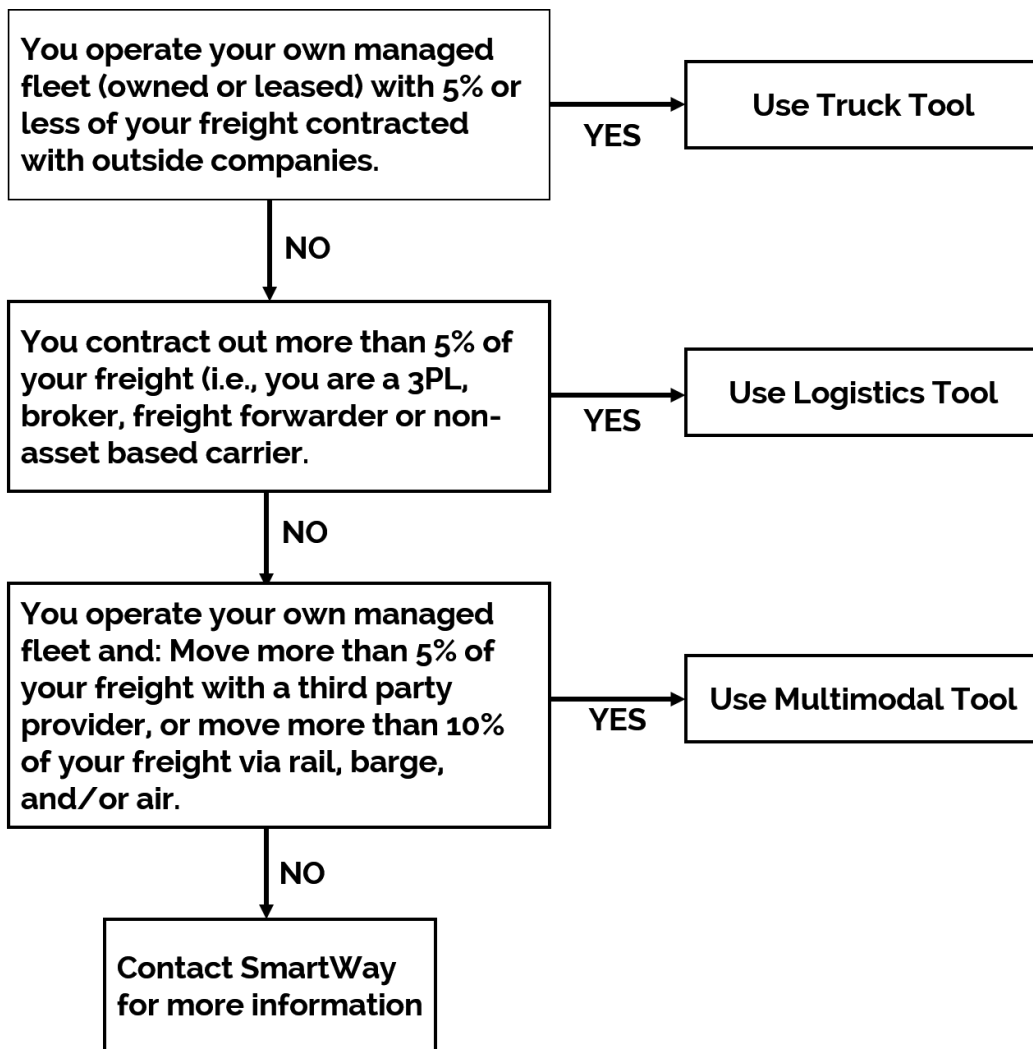 You operate your own managed
fleet (owned or leased) with 5% or
less of your freight contracted
with outside companies.
YES
Use Truck Tool
NO
You contract out more than 5% of
your freight (i.e., you are a 3PL,
broker, freight forwarder or non-
asset based carrier.
YES
Use Logistics Tool
NO
You operate your own managed
fleet and: Move more than 5% of
your freight with a third party
provider, or move more than 10%
of your freight via rail, barge,
and/or air.
YES
Use Multimodal Tool
NO
Contact SmartWay
for more information